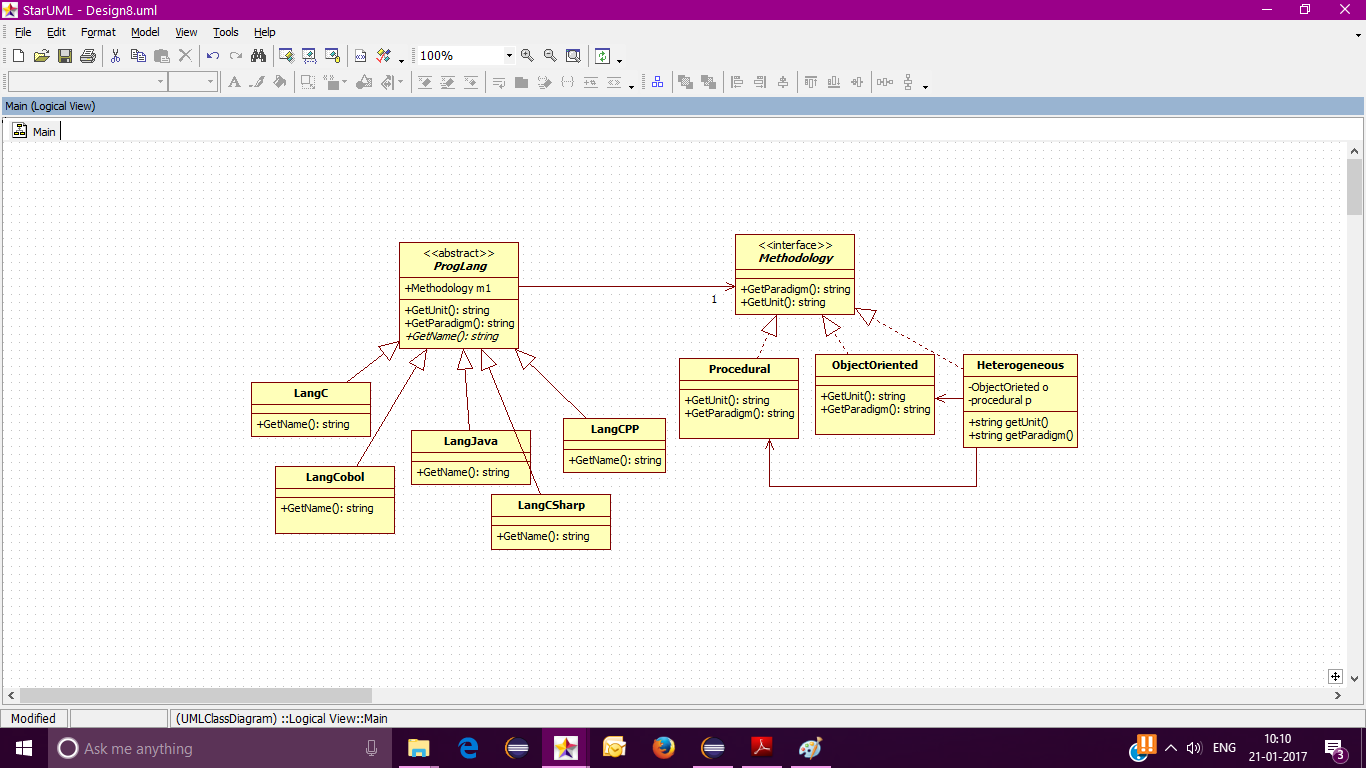 StarUML - Design8.uml
File Edit Format Model View Tools Help
100%
Main (Logical View)
Main
<<abstract>>
ProgLang
+Methodology m1
+GetUnit(): string
+GetParadigm(): string
+GetName(): string
1
<<interface>>
Methodology
+GetParadigm(): string
+GetUnit(): string
LangC
+GetName(): string
LangCobol
+GetName(): string
LangJava
+GetName(): string
LangCSharp
+GetName(): string
LangCPP
+GetName(): string
Procedural
+GetUnit(): string
+GetParadigm(): string
ObjectOriented
+GetUnit(): string
+GetParadigm(): string
Heterogeneous
-ObjectOrieted o
-procedural p
+string getUnit()
+string getParadigm()
Modified
(UMLClassDiagram) ::Logical View::Main
Ask me anything
ENG
10:10
21-01-2017
3